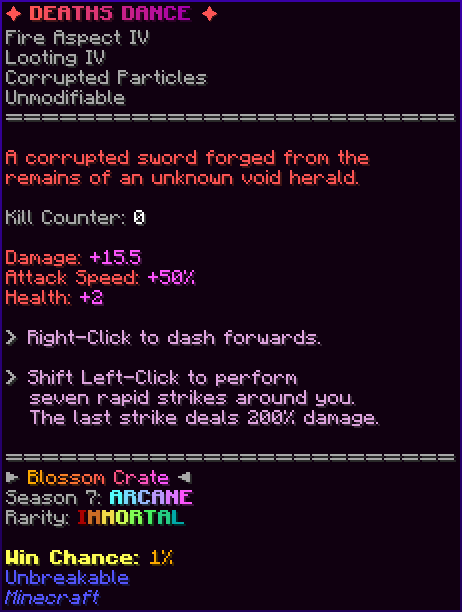 ✦ DEATHS DANCE ✦
Fire Aspect IV
Looting IV
Corrupted Particles
Unmodifiable
============================
A corrupted sword forged from the
remains of an unknown void herald.
Kill Counter: 0
Damage: +15.5
Attack Speed: +50%
Health: +2
> Right-Click to dash forwards.
> Shift Left-Click to perform
seven rapid strikes around you.
The last strike deals 200% damage.
============================
► Blossom Crate ◄
Season 7: ARCANE
Rarity: IMMORTAL
Win Chance: 1%
Unbreakable
Minecraft